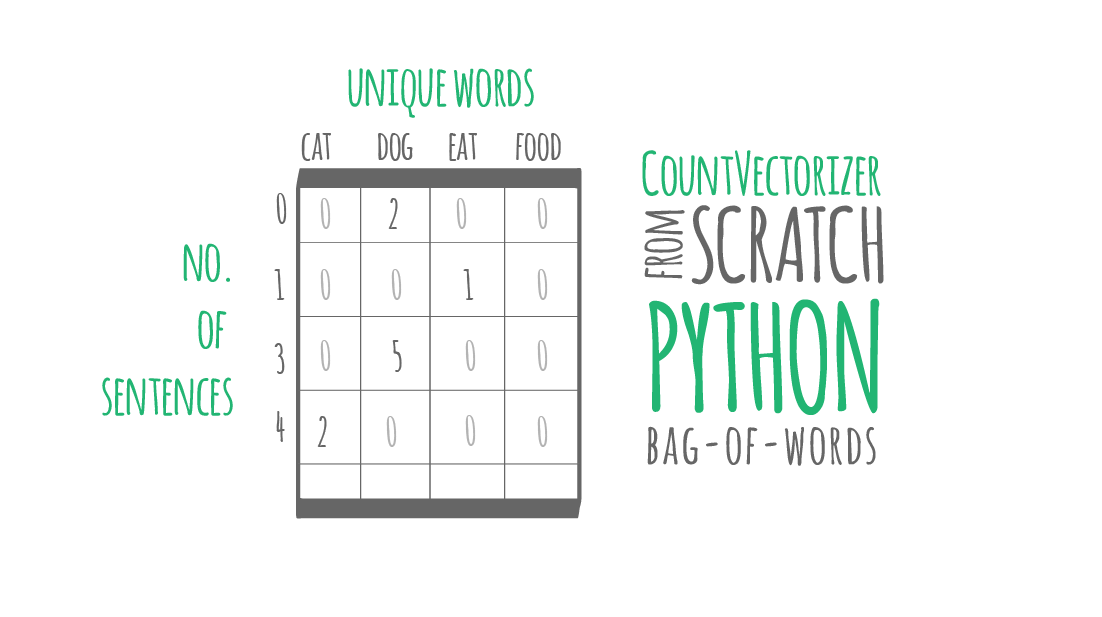 UNIQUE WORDS
CAT DOG EAT FOOD
0 0 2 0 0
1 0 0 1 0
3 0 5 0 0
4 2 0 0 0
NO.
OF
SENTENCES
COUNTVECTORIZER
FROM SCRATCH
PYTHON
BAG-OF-WORDS